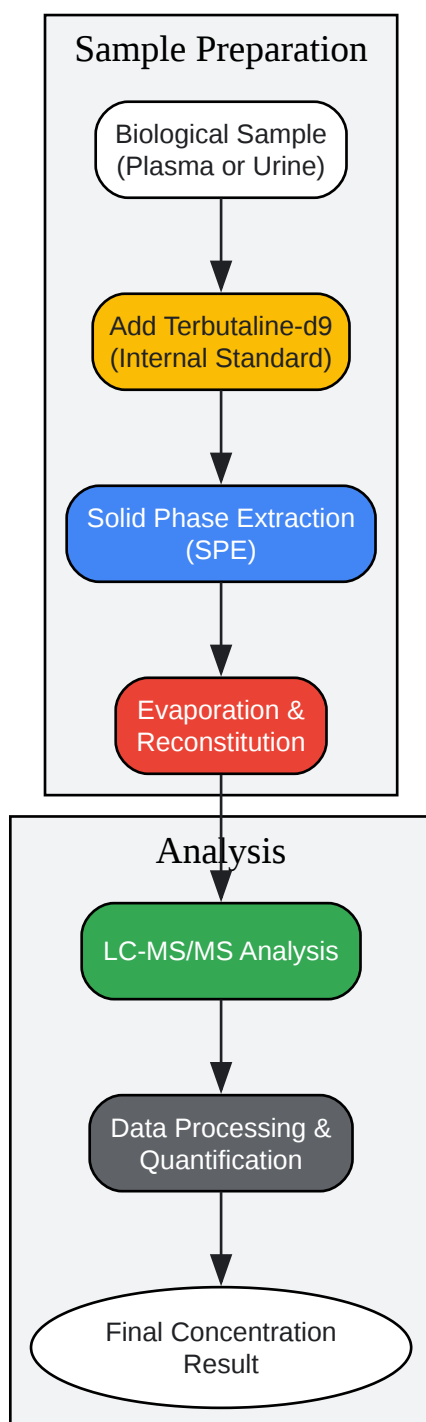 Sample Preparation
Biological Sample
(Plasma or Urine)
Add Terbutaline-d9
(Internal Standard)
Solid Phase Extraction
(SPE)
Evaporation &
Reconstitution
Analysis
LC-MS/MS Analysis
Data Processing &
Quantification
Final Concentration
Result